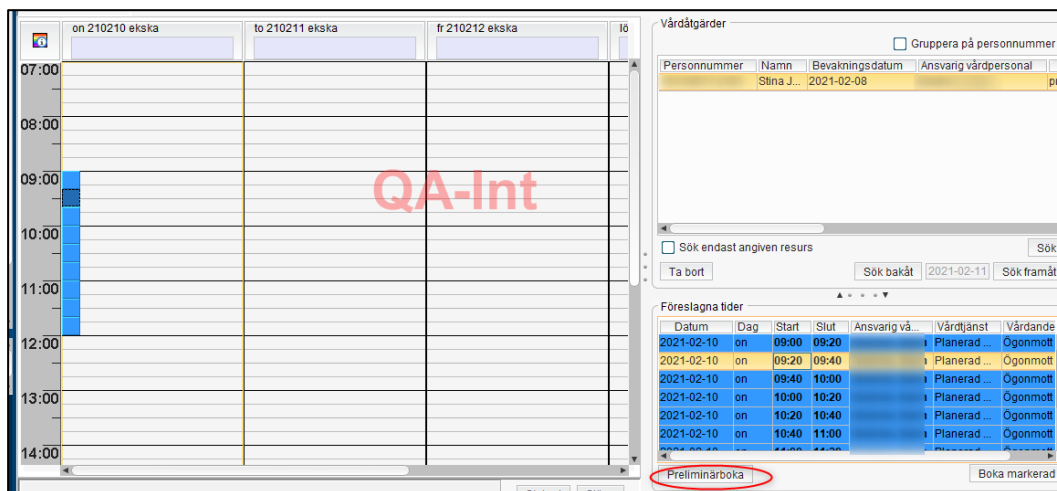 on 210210 ekska
to 210211 ekska
fr 210212 ekska
lö
07:00
08:00
09:00
10:00
11:00
12:00
13:00
14:00
QA-Int
Vårdåtgärder
Gruppera på personnummer
Personnummer Namn Bevakningsdatum Ansvarig vårdpersonal
Stina J... 2021-02-08
Sök endast angiven resurs Sök
Ta bort Sök bakåt 2021-02-11 Sök framåt
Föreslagna tider
Datum Dag Start Slut Ansvarig vå... Vårdtjänst Vårdande
2021-02-10 on 09:00 09:20 Planerad ... Ögonmott
2021-02-10 on 09:20 09:40 Planerad ... Ögonmott
2021-02-10 on 09:40 10:00 Planerad ... Ögonmott
2021-02-10 on 10:00 10:20 Planerad ... Ögonmott
2021-02-10 on 10:20 10:40 Planerad ... Ögonmott
2021-02-10 on 10:40 11:00 Planerad ... Ögonmott
Preliminärboka Boka markerad